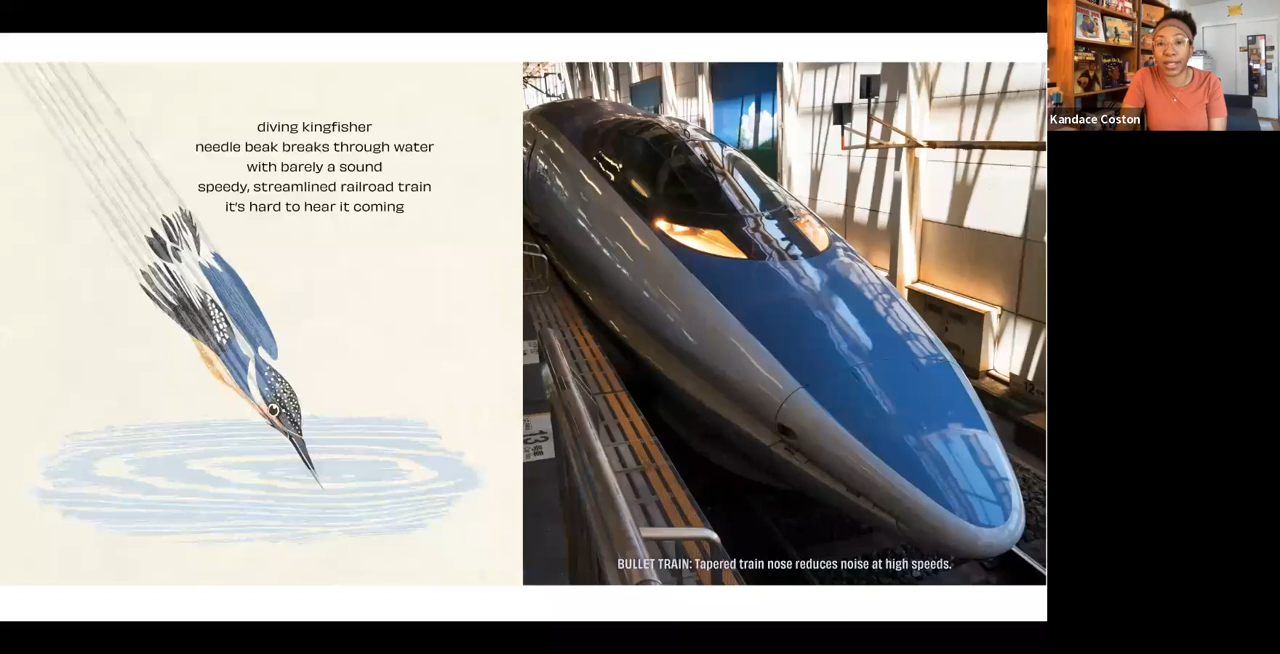 diving kingfisher
needle beak breaks through water
with barely a sound
speedy, streamlined railroad train
it's hard to hear it coming
BULLET TRAIN: Tapered train nose reduces noise at high speeds.
13
Kandace Coston